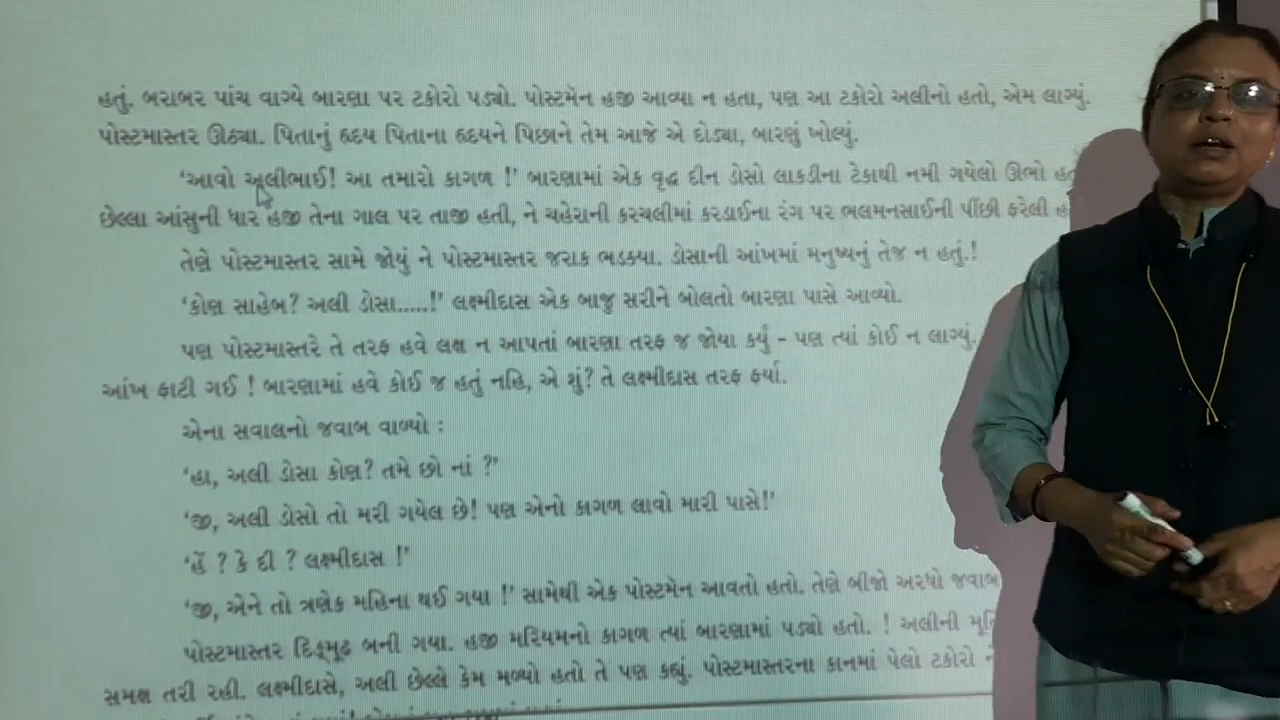 હતું. બરાબર પાંચ વાગ્યે બારણા પર ટકોરો પડ્યો. પોસ્ટમૅન હજી આવ્યા ન હતા, પણ આ ટકોરો અલીનો હતો, એમ લાગ્યું.
પોસ્ટમાસ્તર ઊઠ્યા. પિતાનું હૃદય પિતાના હૃદયને પિછાને તેમ આજે એ દોડ્યા, બારણું ખોલ્યું.
‘આવો અલીભાઈ! આ તમારો કાગળ !’ બારણામાં એક વૃદ્ધ દીન ડોસો લાકડીના ટેકાથી નમી ગયેલો ઊભો
છેલ્લા આંસુની ધાર હજી તેના ગાલ પર તાજી હતી, ને ચહેરાની કરચલીમાં કરડાઈના રંગ પર ભલમનસાઈની પીંછી ફરેલી
તેણે પોસ્ટમાસ્તર સામે જોયું ને પોસ્ટમાસ્તર જરાક ભડક્યા. ડોસાની આંખમાં મનુષ્યનું તેજ ન હતું.!
‘કોણ સાહેબ? અલી ડોસા......!’ લક્ષ્મીદાસ એક બાજુ સરીને બોલતો બારણા પાસે આવ્યો.
પણ પોસ્ટમાસ્તરે તે તરફ હવે લક્ષ ન આપતાં બારણા તરફ જ જોયા કર્યું - પણ ત્યાં કોઈ ન લાગ્યું.
આંખ ફાટી ગઈ ! બારણામાં હવે કોઈ જ હતું નહિ, એ શું? તે લક્ષ્મીદાસ તરફ ફર્યા.
એના સવાલનો જવાબ વાળ્યો :
‘હા, અલી ડોસા કોણ? તમે છો નાં ?’
‘જી, અલી ડોસો તો મરી ગયેલ છે! પણ એનો કાગળ લાવો મારી પાસે!’
‘હેં ? કે દી ? લક્ષ્મીદાસ !’
‘જી, એને તો ત્રણેક મહિના થઈ ગયા !’ સામેથી એક પોસ્ટમૅન આવતો હતો. તેણે બીજો અરધો જવાબ
પોસ્ટમાસ્તર દિઙ્મૂઢ બની ગયા. હજી મરિયમનો કાગળ ત્યાં બારણામાં પડ્યો હતો. ! અલીની
સમક્ષ તરી રહી. લક્ષ્મીદાસે, અલી છેલ્લે કેમ મળ્યો હતો તે પણ કહ્યું. પોસ્ટમાસ્તરના કાનમાં પેલો ટકોરો